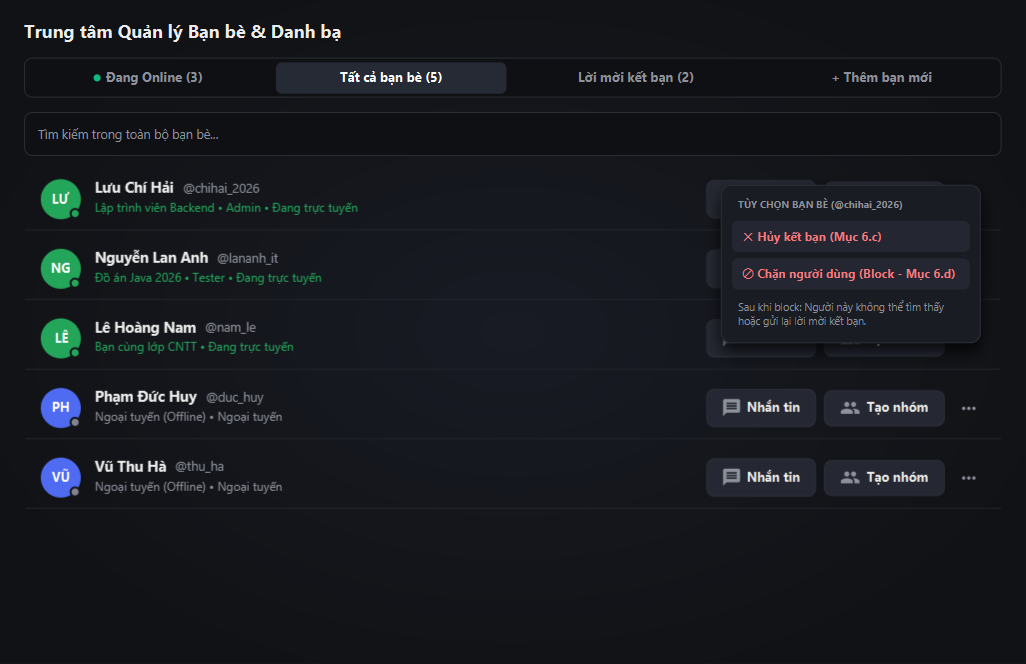 Trung tâm Quản lý Bạn bè & Danh bạ
Đang Online (3)
Tất cả bạn bè (5)
Lời mời kết bạn (2)
+ Thêm bạn mới
Tìm kiếm trong toàn bộ bạn bè...
LƯ
Lưu Chí Hải @chihai_2026
Lập trình viên Backend • Admin • Đang trực tuyến
TÙY CHỌN BẠN BÈ (@chihai_2026)
Hủy kết bạn (Mục 6.c)
Chặn người dùng (Block - Mục 6.d)
Sau khi block: Người này không thể tìm thấy
hoặc gửi lại lời mời kết bạn.
NG
Nguyễn Lan Anh @lananh_it
Đồ án Java 2026 • Tester • Đang trực tuyến
LÊ
Lê Hoàng Nam @nam_le
Bạn cùng lớp CNTT • Đang trực tuyến
PH
Phạm Đức Huy @duc_huy
Ngoại tuyến (Offline) • Ngoại tuyến
Nhắn tin
Tạo nhóm
VŨ
Vũ Thu Hà @thu_ha
Ngoại tuyến (Offline) • Ngoại tuyến
Nhắn tin
Tạo nhóm